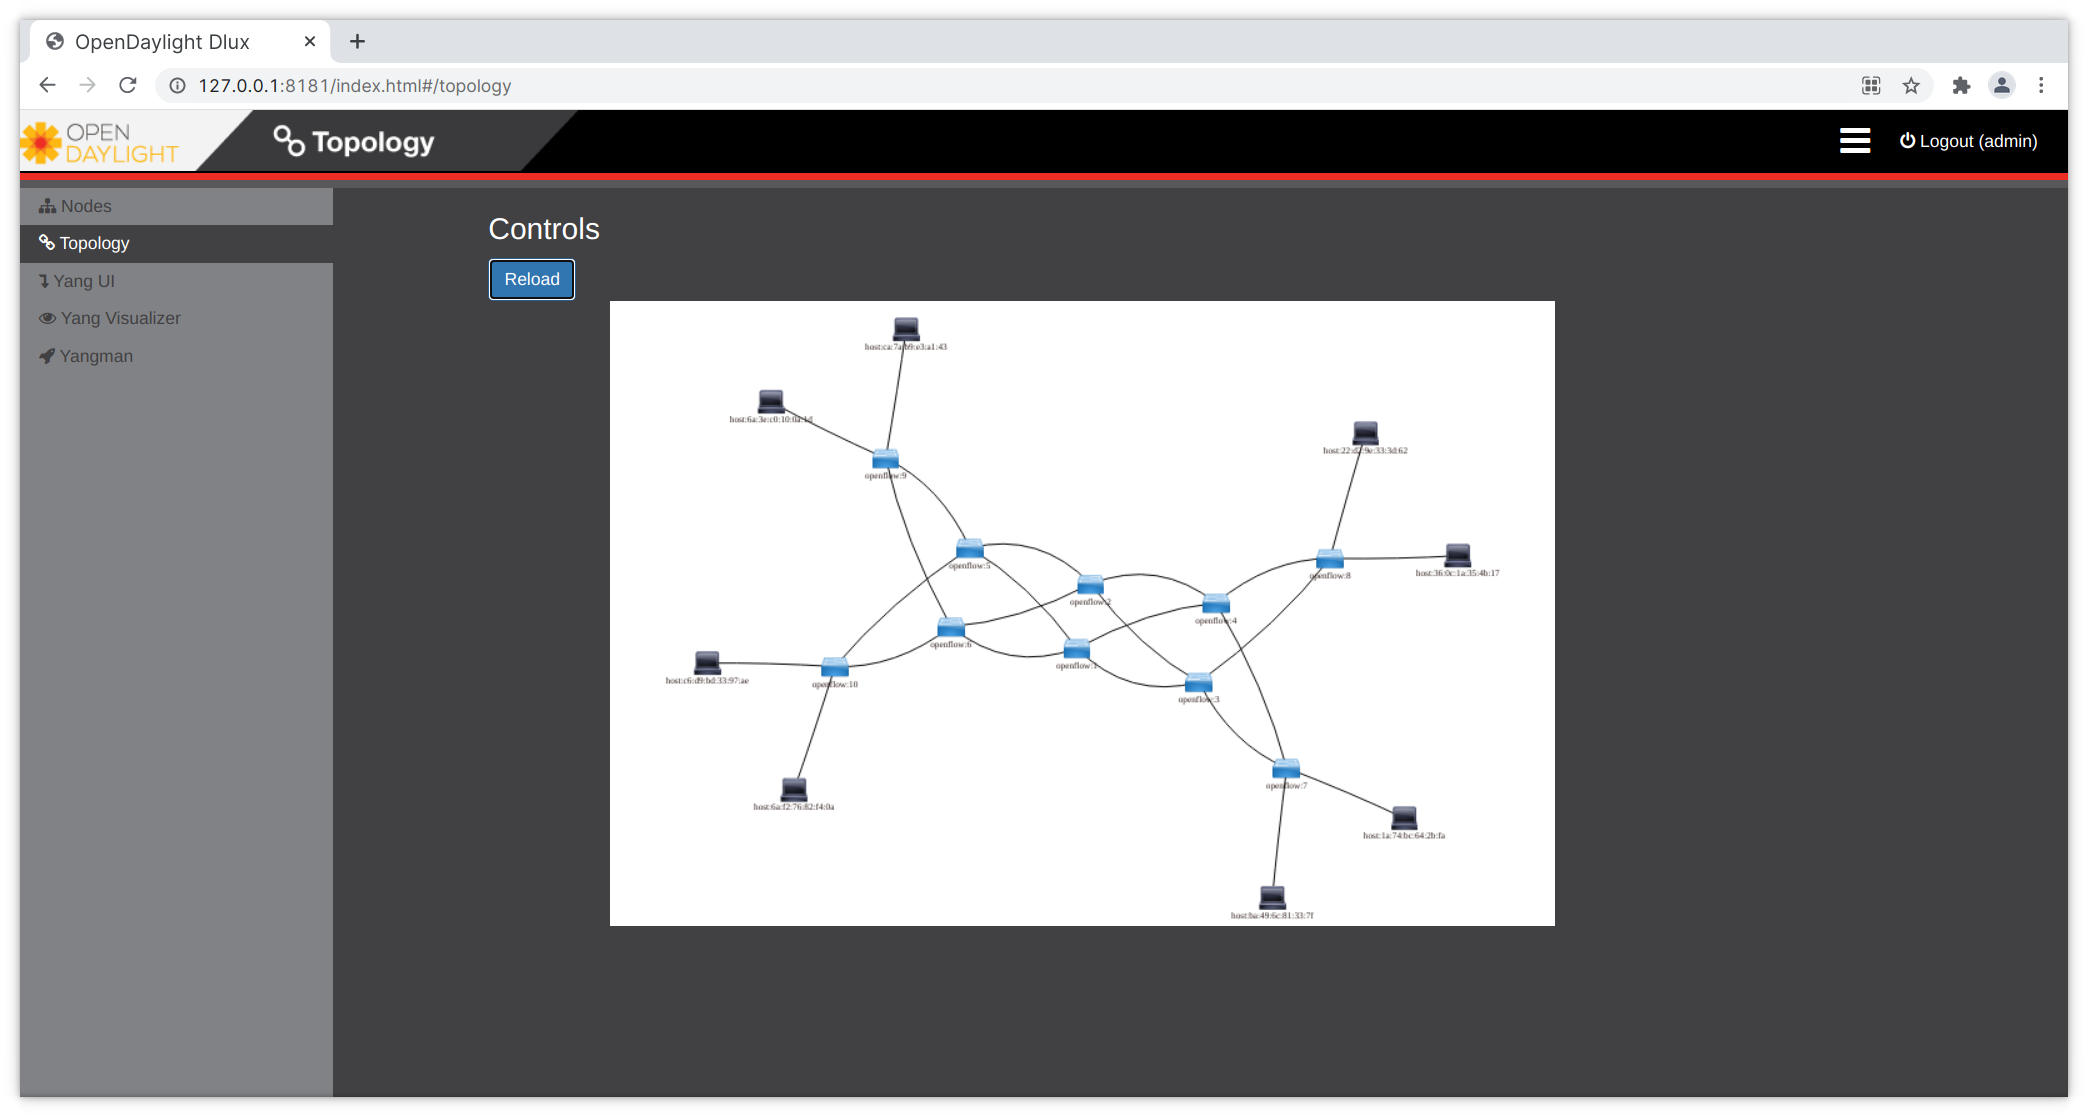 OpenDaylight Dlux
127.0.0.1:8181/index.html#/topology
OPEN
DAYLIGHT
Topology
Logout (admin)
Nodes
Topology
Yang UI
Yang Visualizer
Yangman
Controls
Reload
host:ca:7a:b9:e3:a1:43
host:6a:3e:c0:10:0a:1d
host:22:d2:9e:33:3d:62
openflow:9
openflow:5
host:36:0c:1a:35:4b:17
openflow:8
openflow:2
openflow:4
openflow:6
openflow:1
host:c6:d9:bd:33:97:ae
openflow:10
openflow:3
openflow:7
host:6a:f2:76:82:f4:0a
host:1a:74:bc:64:2b:fa
host:ba:49:6c:81:33:7f